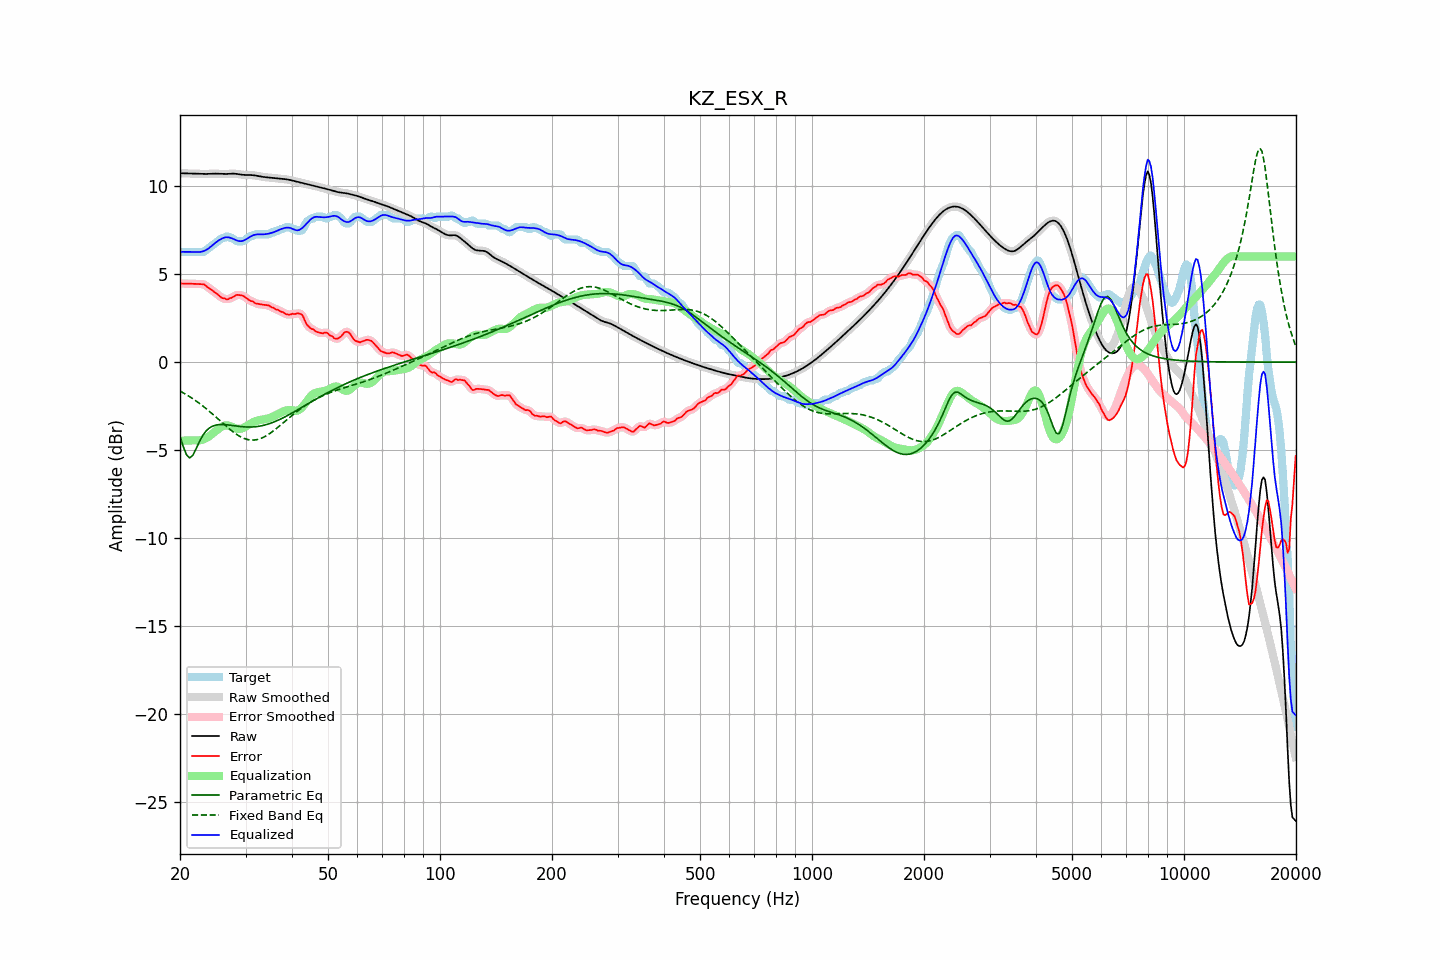 KZ_ESX_R
Amplitude (dBr)
10
5
0
−5
−10
−15
−20
−25
Target
Raw Smoothed
Error Smoothed
Raw
Error
Equalization
Parametric Eq
Fixed Band Eq
Equalized
20 50 100 200 500 1000 2000 5000 10000 20000
Frequency (Hz)